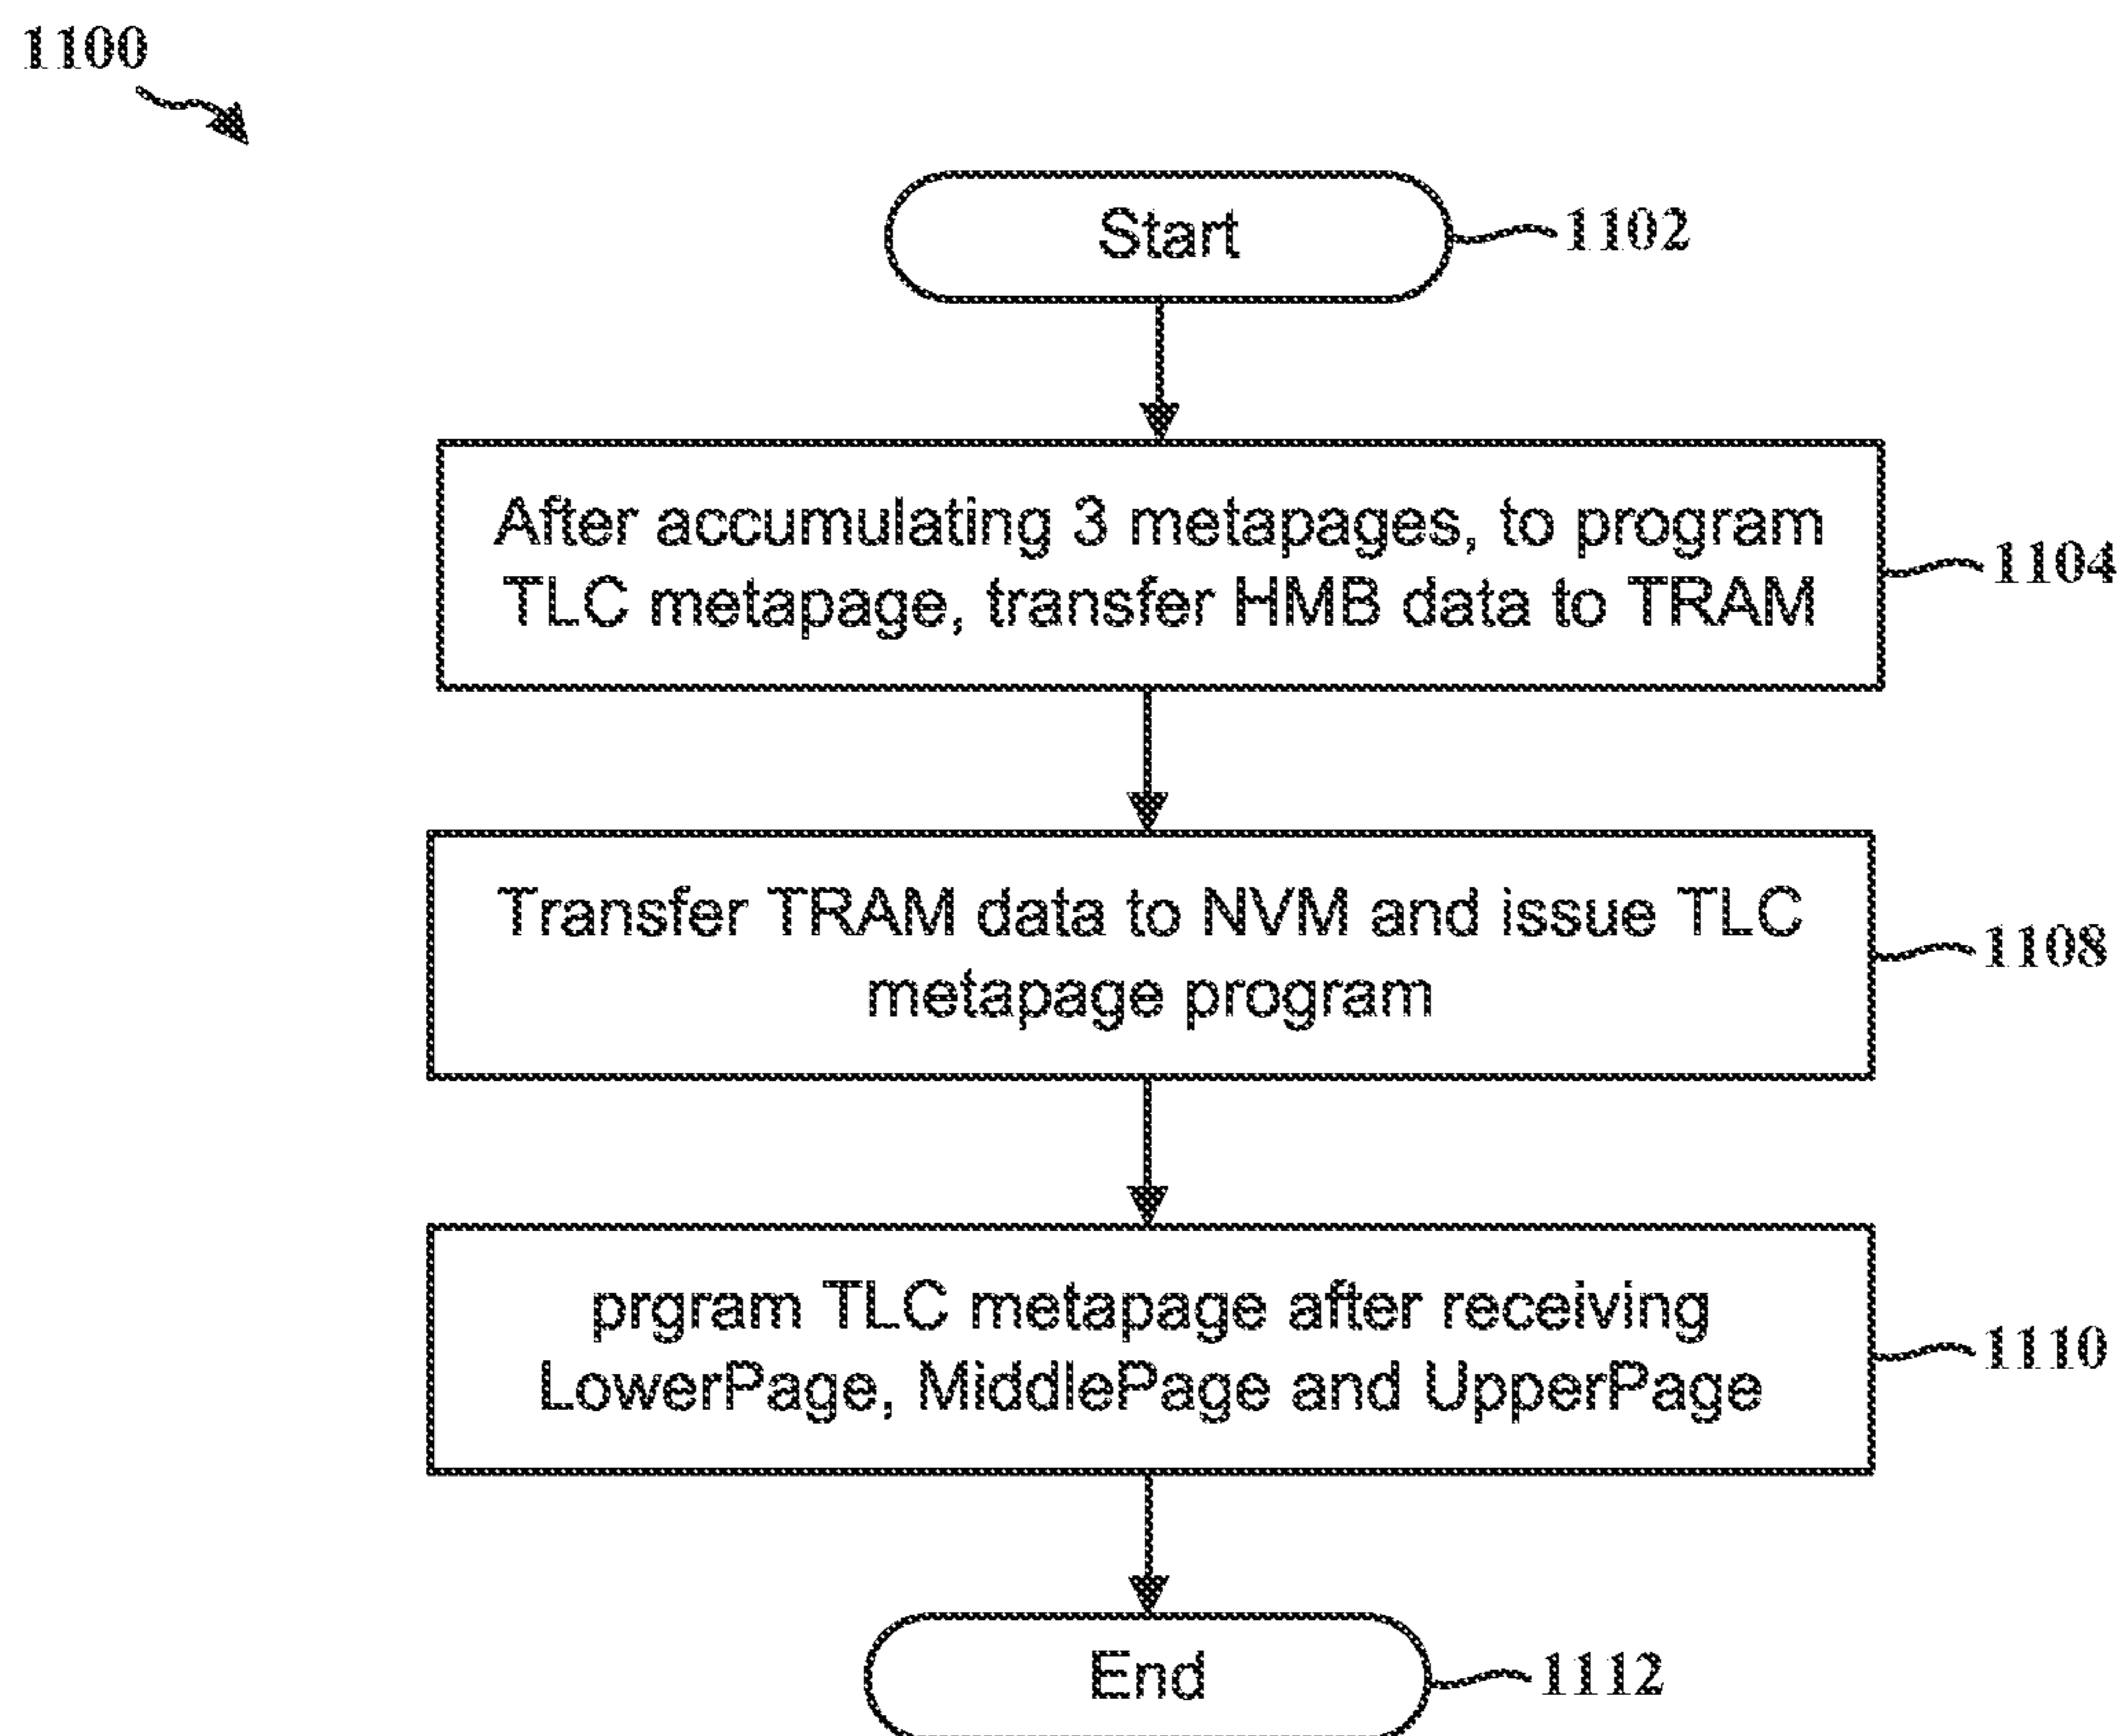 1100
Start
1102
After accumulating 3 metapages, to program
TLC metapage, transfer HMB data to TRAM
1104
Transfer TRAM data to NVM and issue TLC
metapage program
1108
prgram TLC metapage after receiving
LowerPage, MiddlePage and UpperPage
1110
End
1112